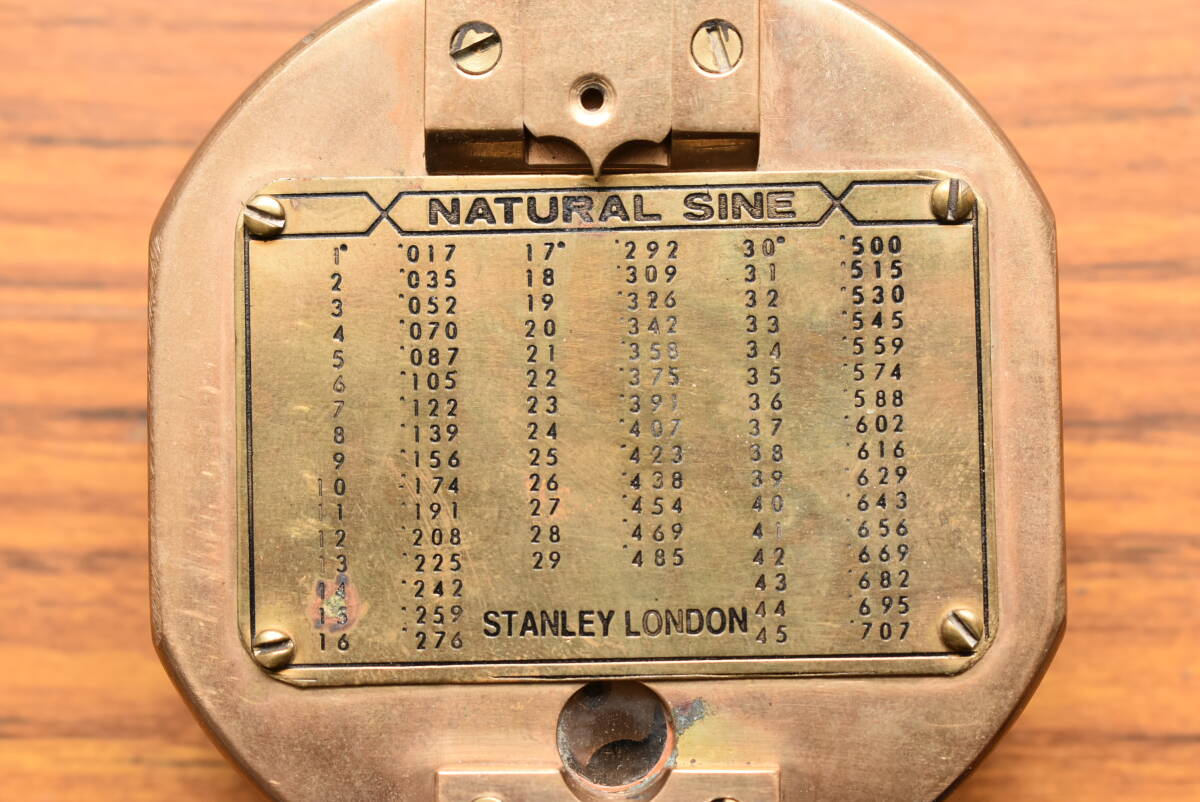 NATURAL SINE
1° ·017 17° ·292 30° ·500
2 ·035 18 ·309 31 ·515
3 ·052 19 ·326 32 ·530
4 ·070 20 ·342 33 ·545
5 ·087 21 ·358 34 ·559
6 ·105 22 ·375 35 ·574
7 ·122 23 ·391 36 ·588
8 ·139 24 ·407 37 ·602
9 ·156 25 ·423 38 ·616
10 ·174 26 ·438 39 ·629
11 ·191 27 ·454 40 ·643
12 ·208 28 ·469 41 ·656
13 ·225 29 ·485 42 ·669
14 ·242 43 ·682
15 ·259 STANLEY LONDON 44 ·695
16 ·276 45 ·707